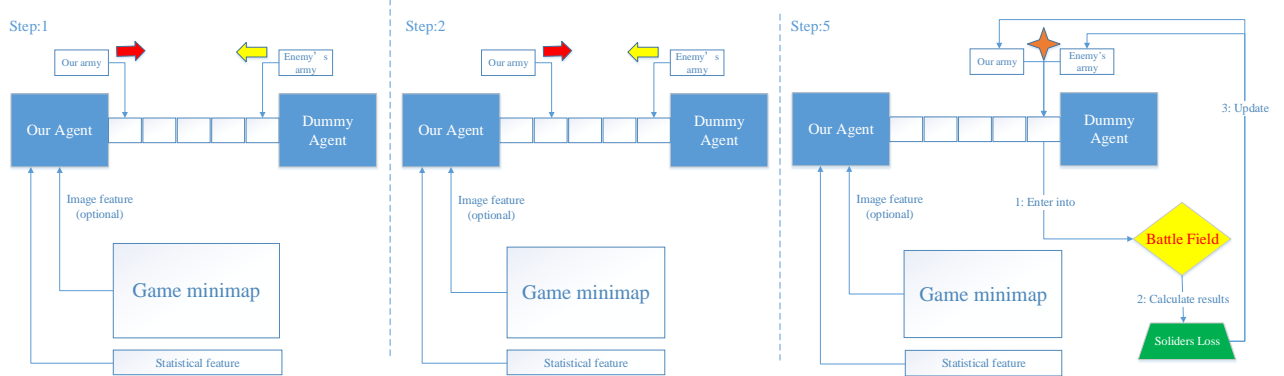 Step:1
Our army
Enemy's
army
Our Agent
Dummy
Agent
Image feature
(optional)
Game minimap
Statistical feature
Step:2
Our army
Enemy's
army
Our Agent
Dummy
Agent
Image feature
(optional)
Game minimap
Statistical feature
Step:5
Our army
Enemy's
army
3: Update
Our Agent
Dummy
Agent
Image feature
(optional)
1: Enter into
Battle Field
Game minimap
2: Calculate results
Soliders Loss
Statistical feature